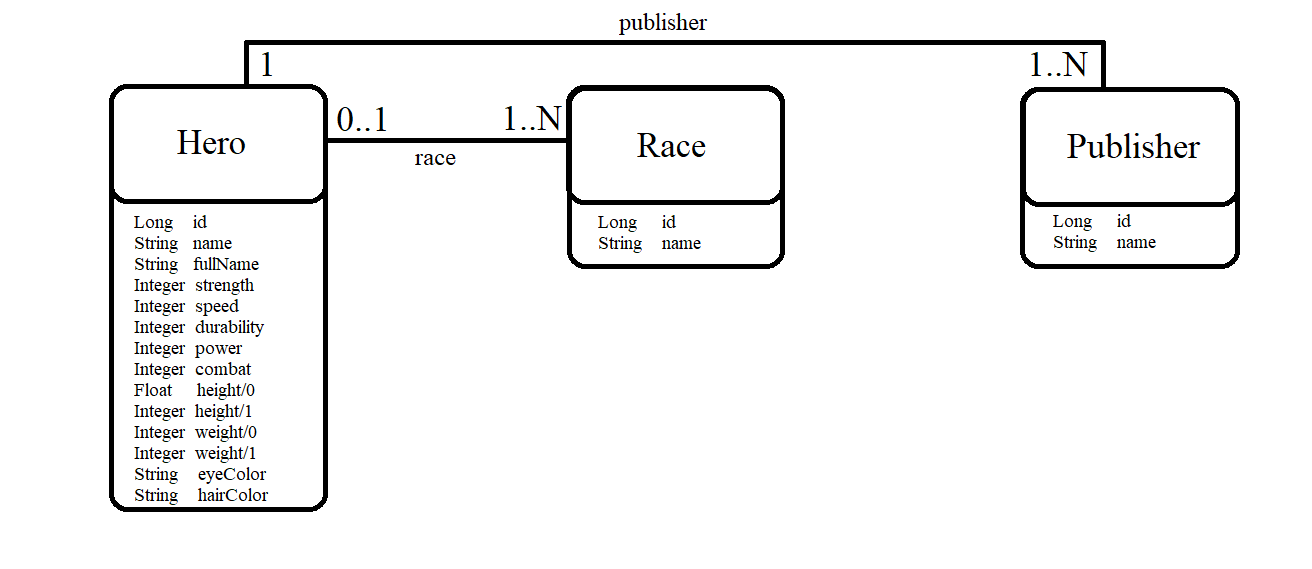 publisher
1
1..N
Hero
0..1
1..N
race
Race
Publisher
Long id
String name
String fullName
Integer strength
Integer speed
Integer durability
Integer power
Integer combat
Float height/0
Integer height/1
Integer weight/0
Integer weight/1
String eyeColor
String hairColor
Long id
String name
Long id
String name